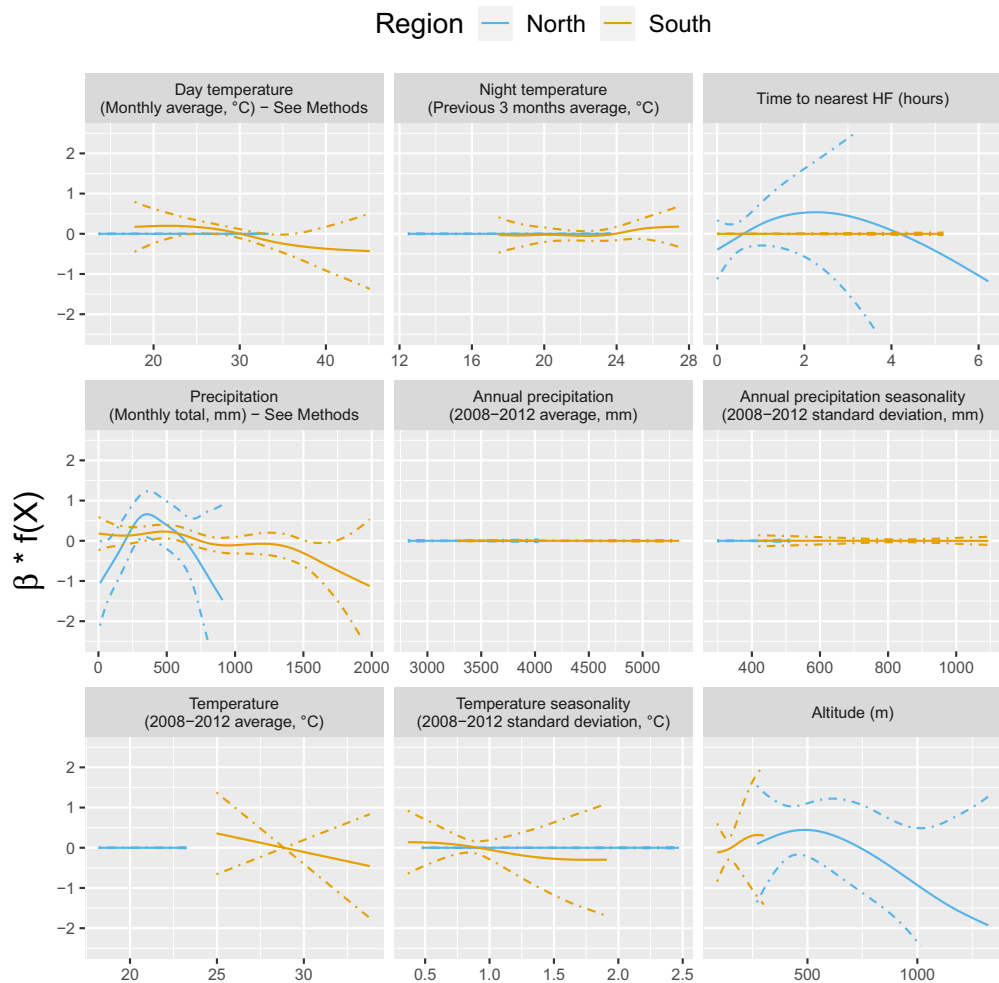 Region North South
Day temperature
(Monthly average, °C) − See Methods
Night temperature
(Previous 3 months average, °C)
Time to nearest HF (hours)
2
1
0
−1
−2
20 30 40
12 16 20 24 28
0 2 4 6
Precipitation
(Monthly total, mm) − See Methods
Annual precipitation
(2008−2012 average, mm)
Annual precipitation seasonality
(2008−2012 standard deviation, mm)
β * f(X)
2
1
0
−1
−2
0 500 1000 1500 2000
3000 3500 4000 4500 5000
400 600 800 1000
Temperature
(2008−2012 average, °C)
Temperature seasonality
(2008−2012 standard deviation, °C)
Altitude (m)
2
1
0
−1
−2
20 25 30
0.5 1.0 1.5 2.0 2.5
500 1000